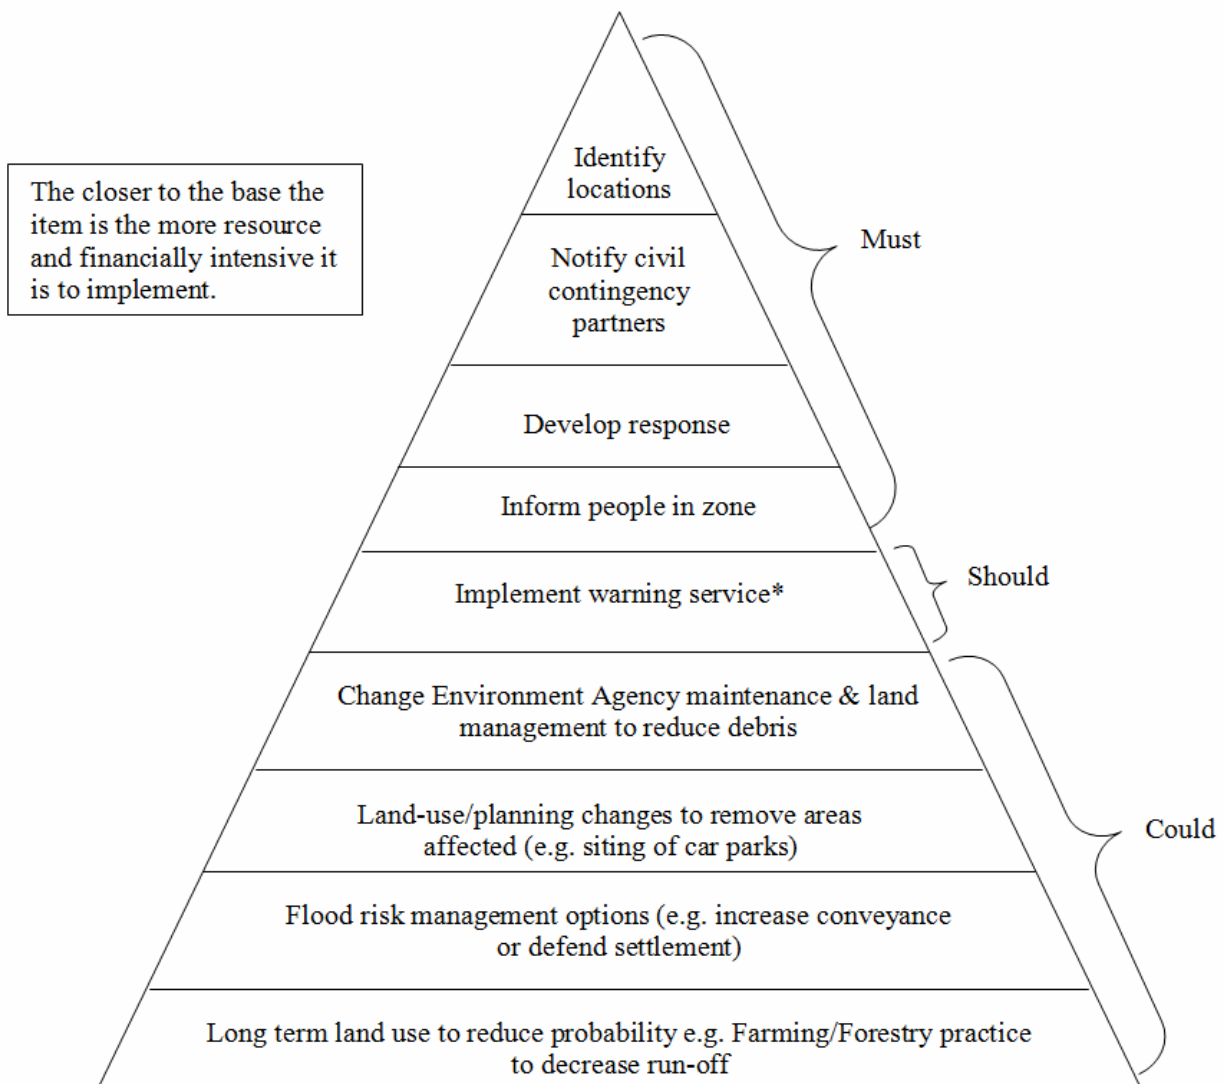 Identify
locations
The closer to the base the
item is the more resource
and financially intensive it
is to implement.
Must
Notify civil
contingency
partners
Develop response
Inform people in zone
Should
Implement warning service*
Change Environment Agency maintenance & land
management to reduce debris
Land-use/planning changes to remove areas
affected (e.g. siting of car parks)
Could
Flood risk management options (e.g. increase conveyance
or defend settlement)
Long term land use to reduce probability e.g. Farming/Forestry practice
to decrease run-off